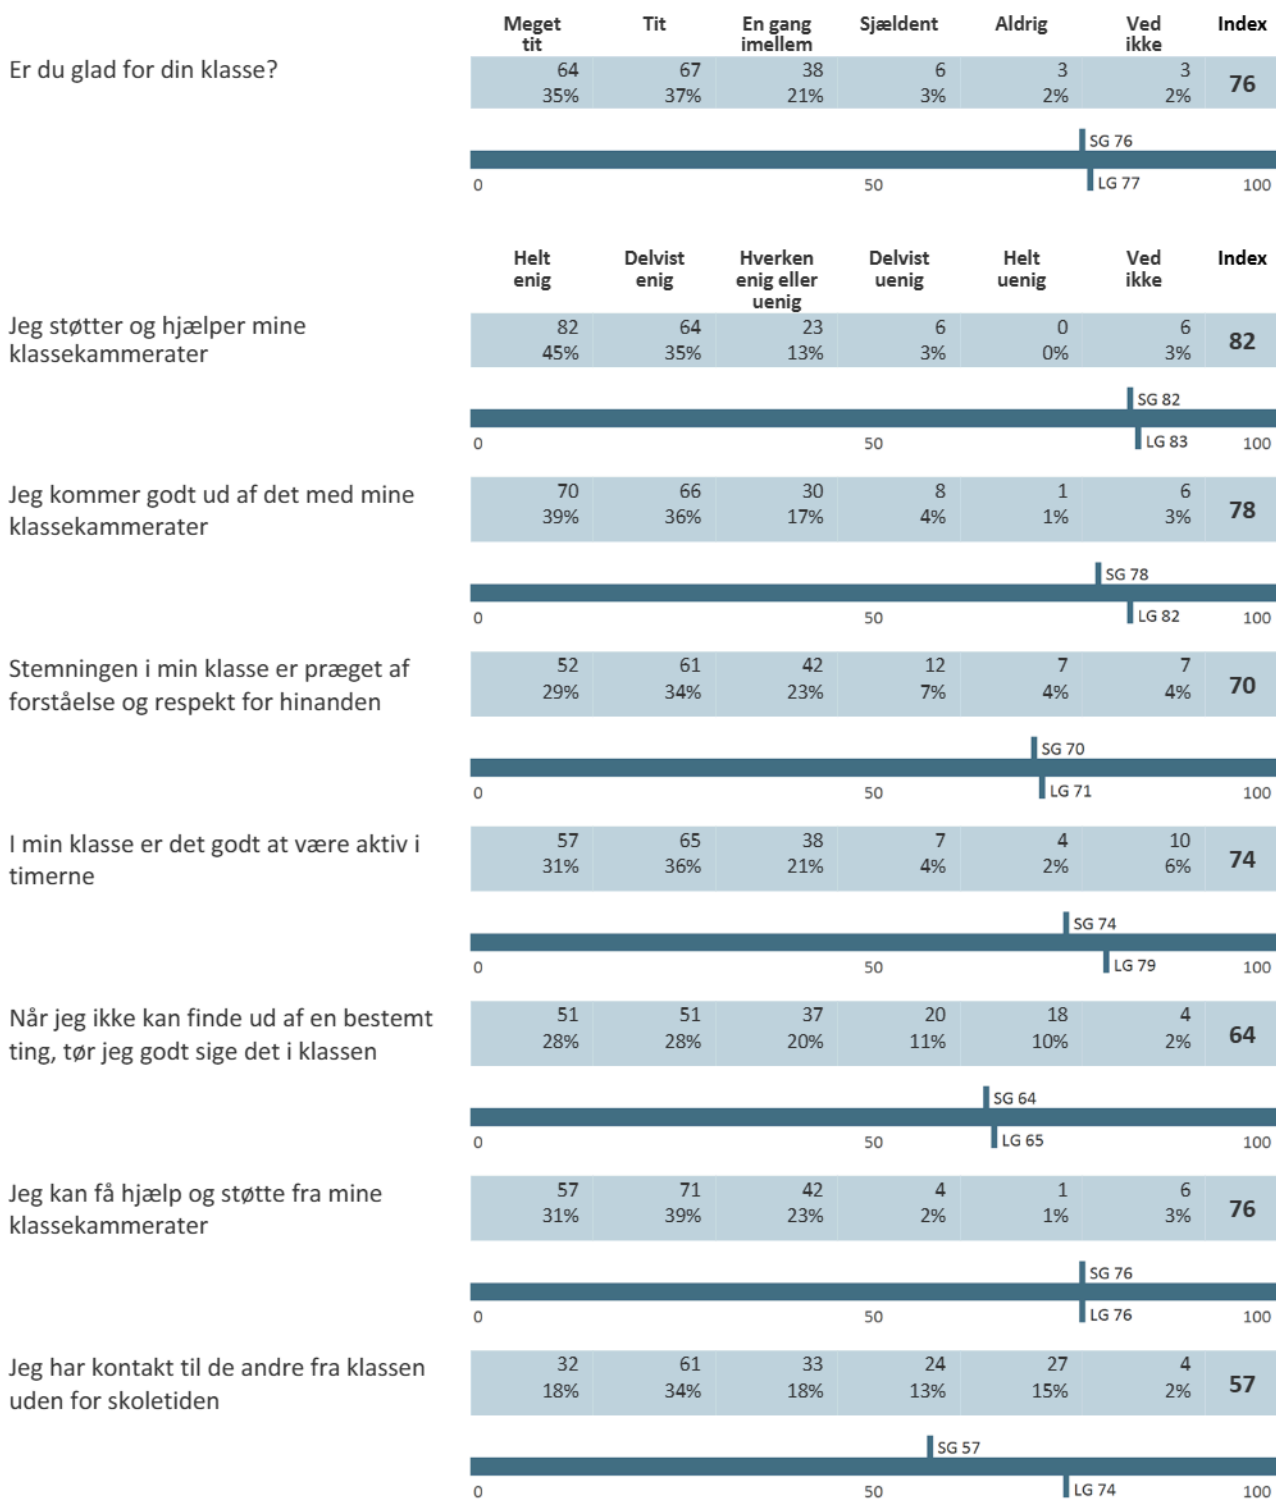 Meget tit Tit En gang imellem Sjældent Aldrig Ved ikke Index
Er du glad for din klasse? 64 67 38 6 3 3 76
35% 37% 21% 3% 2% 2%
SG 76
0 50 LG 77 100
Helt enig Delvist enig Hverken enig eller uenig Delvist uenig Helt uenig Ved ikke Index
Jeg støtter og hjælper mine 82 64 23 6 0 6 82
klassekammerater 45% 35% 13% 3% 0% 3%
SG 82
0 50 LG 83 100
Jeg kommer godt ud af det med mine 70 66 30 8 1 6 78
klassekammerater 39% 36% 17% 4% 1% 3%
SG 78
0 50 LG 82 100
Stemningen i min klasse er præget af 52 61 42 12 7 7 70
forståelse og respekt for hinanden 29% 34% 23% 7% 4% 4%
SG 70
0 50 LG 71 100
I min klasse er det godt at være aktiv i 57 65 38 7 4 10 74
timerne 31% 36% 21% 4% 2% 6%
SG 74
0 50 LG 79 100
Når jeg ikke kan finde ud af en bestemt 51 51 37 20 18 4 64
ting, tør jeg godt sige det i klassen 28% 28% 20% 11% 10% 2%
SG 64
0 50 LG 65 100
Jeg kan få hjælp og støtte fra mine 57 71 42 4 1 6 76
klassekammerater 31% 39% 23% 2% 1% 3%
SG 76
0 50 LG 76 100
Jeg har kontakt til de andre fra klassen 32 61 33 24 27 4 57
uden for skoletiden 18% 34% 18% 13% 15% 2%
SG 57
0 50 LG 74 100